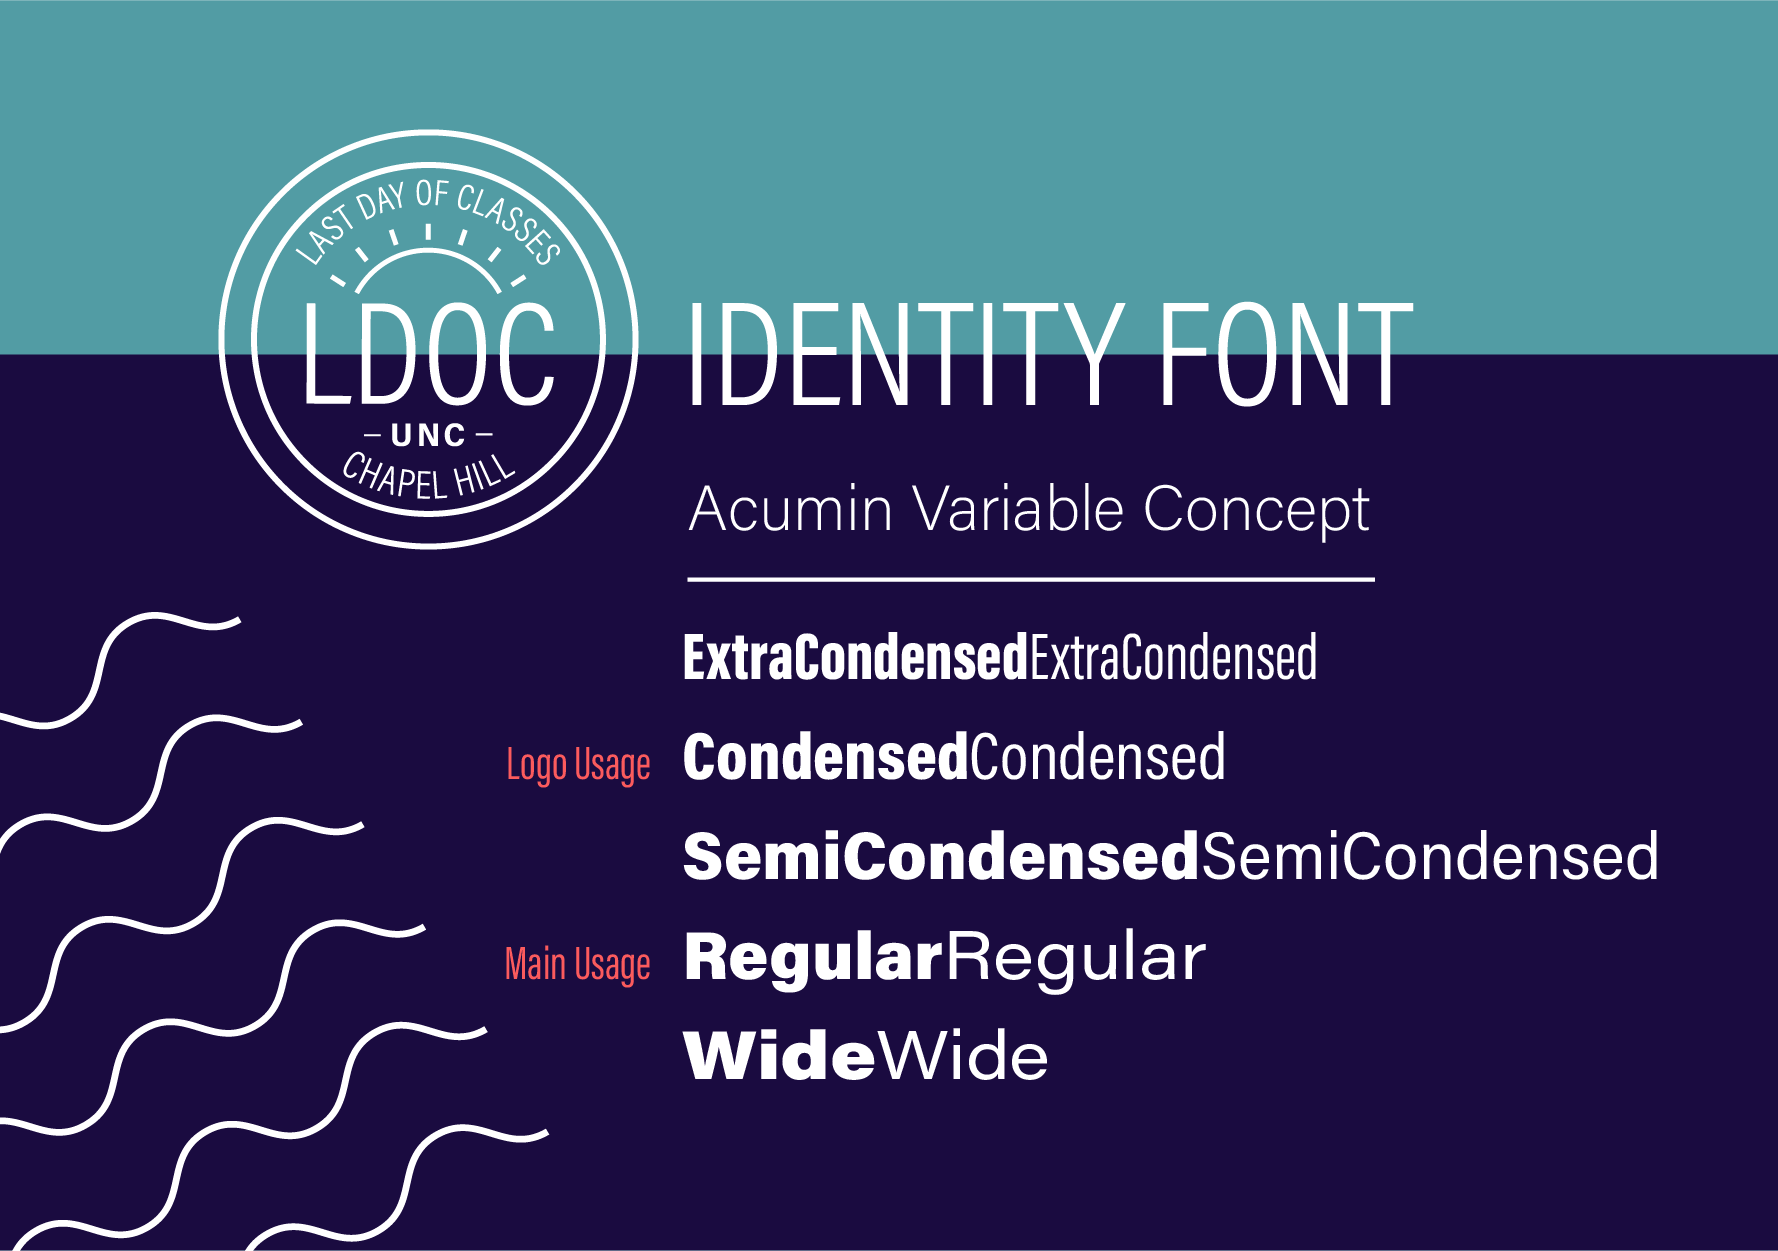 LAST DAY OF CLASSES
LDOC
– UNC –
CHAPEL HILL
IDENTITY FONT
Acumin Variable Concept
ExtraCondensedExtraCondensed
Logo Usage CondensedCondensed
SemiCondensedSemiCondensed
Main Usage RegularRegular
WideWide